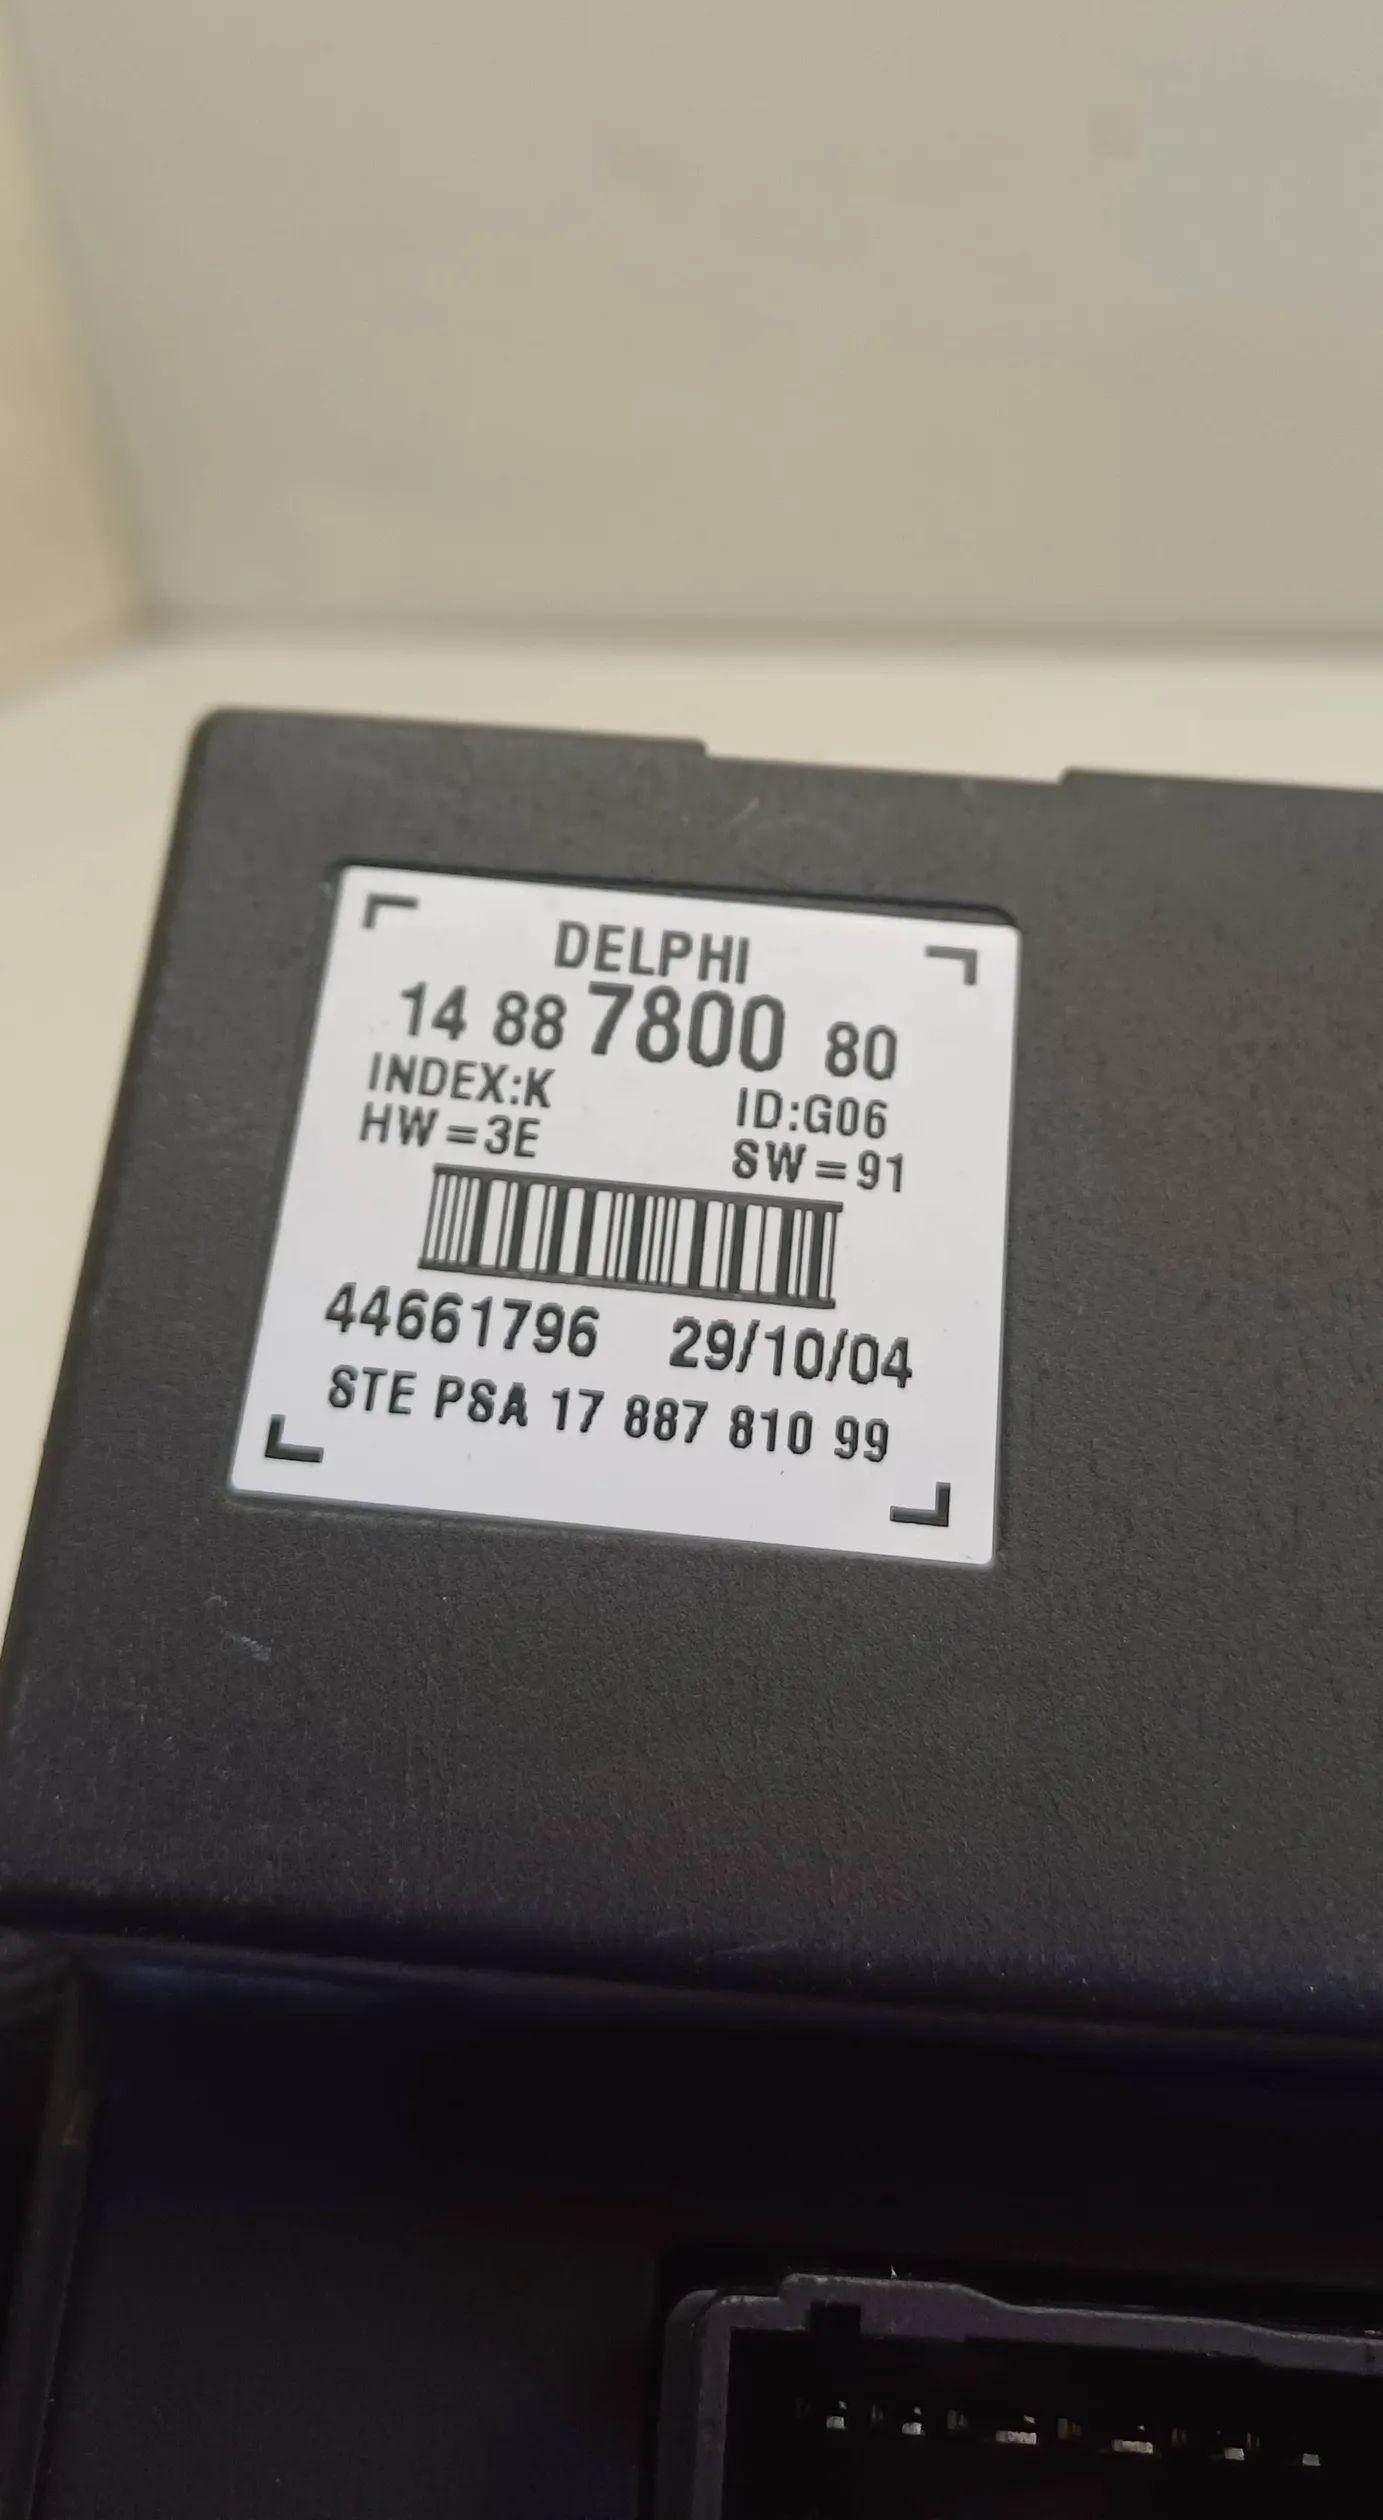 DELPHI
14 88 7800 80
INDEX:K ID:G06
HW=3E SW=91
44661796 29/10/04
STE PSA 17 887 810 99